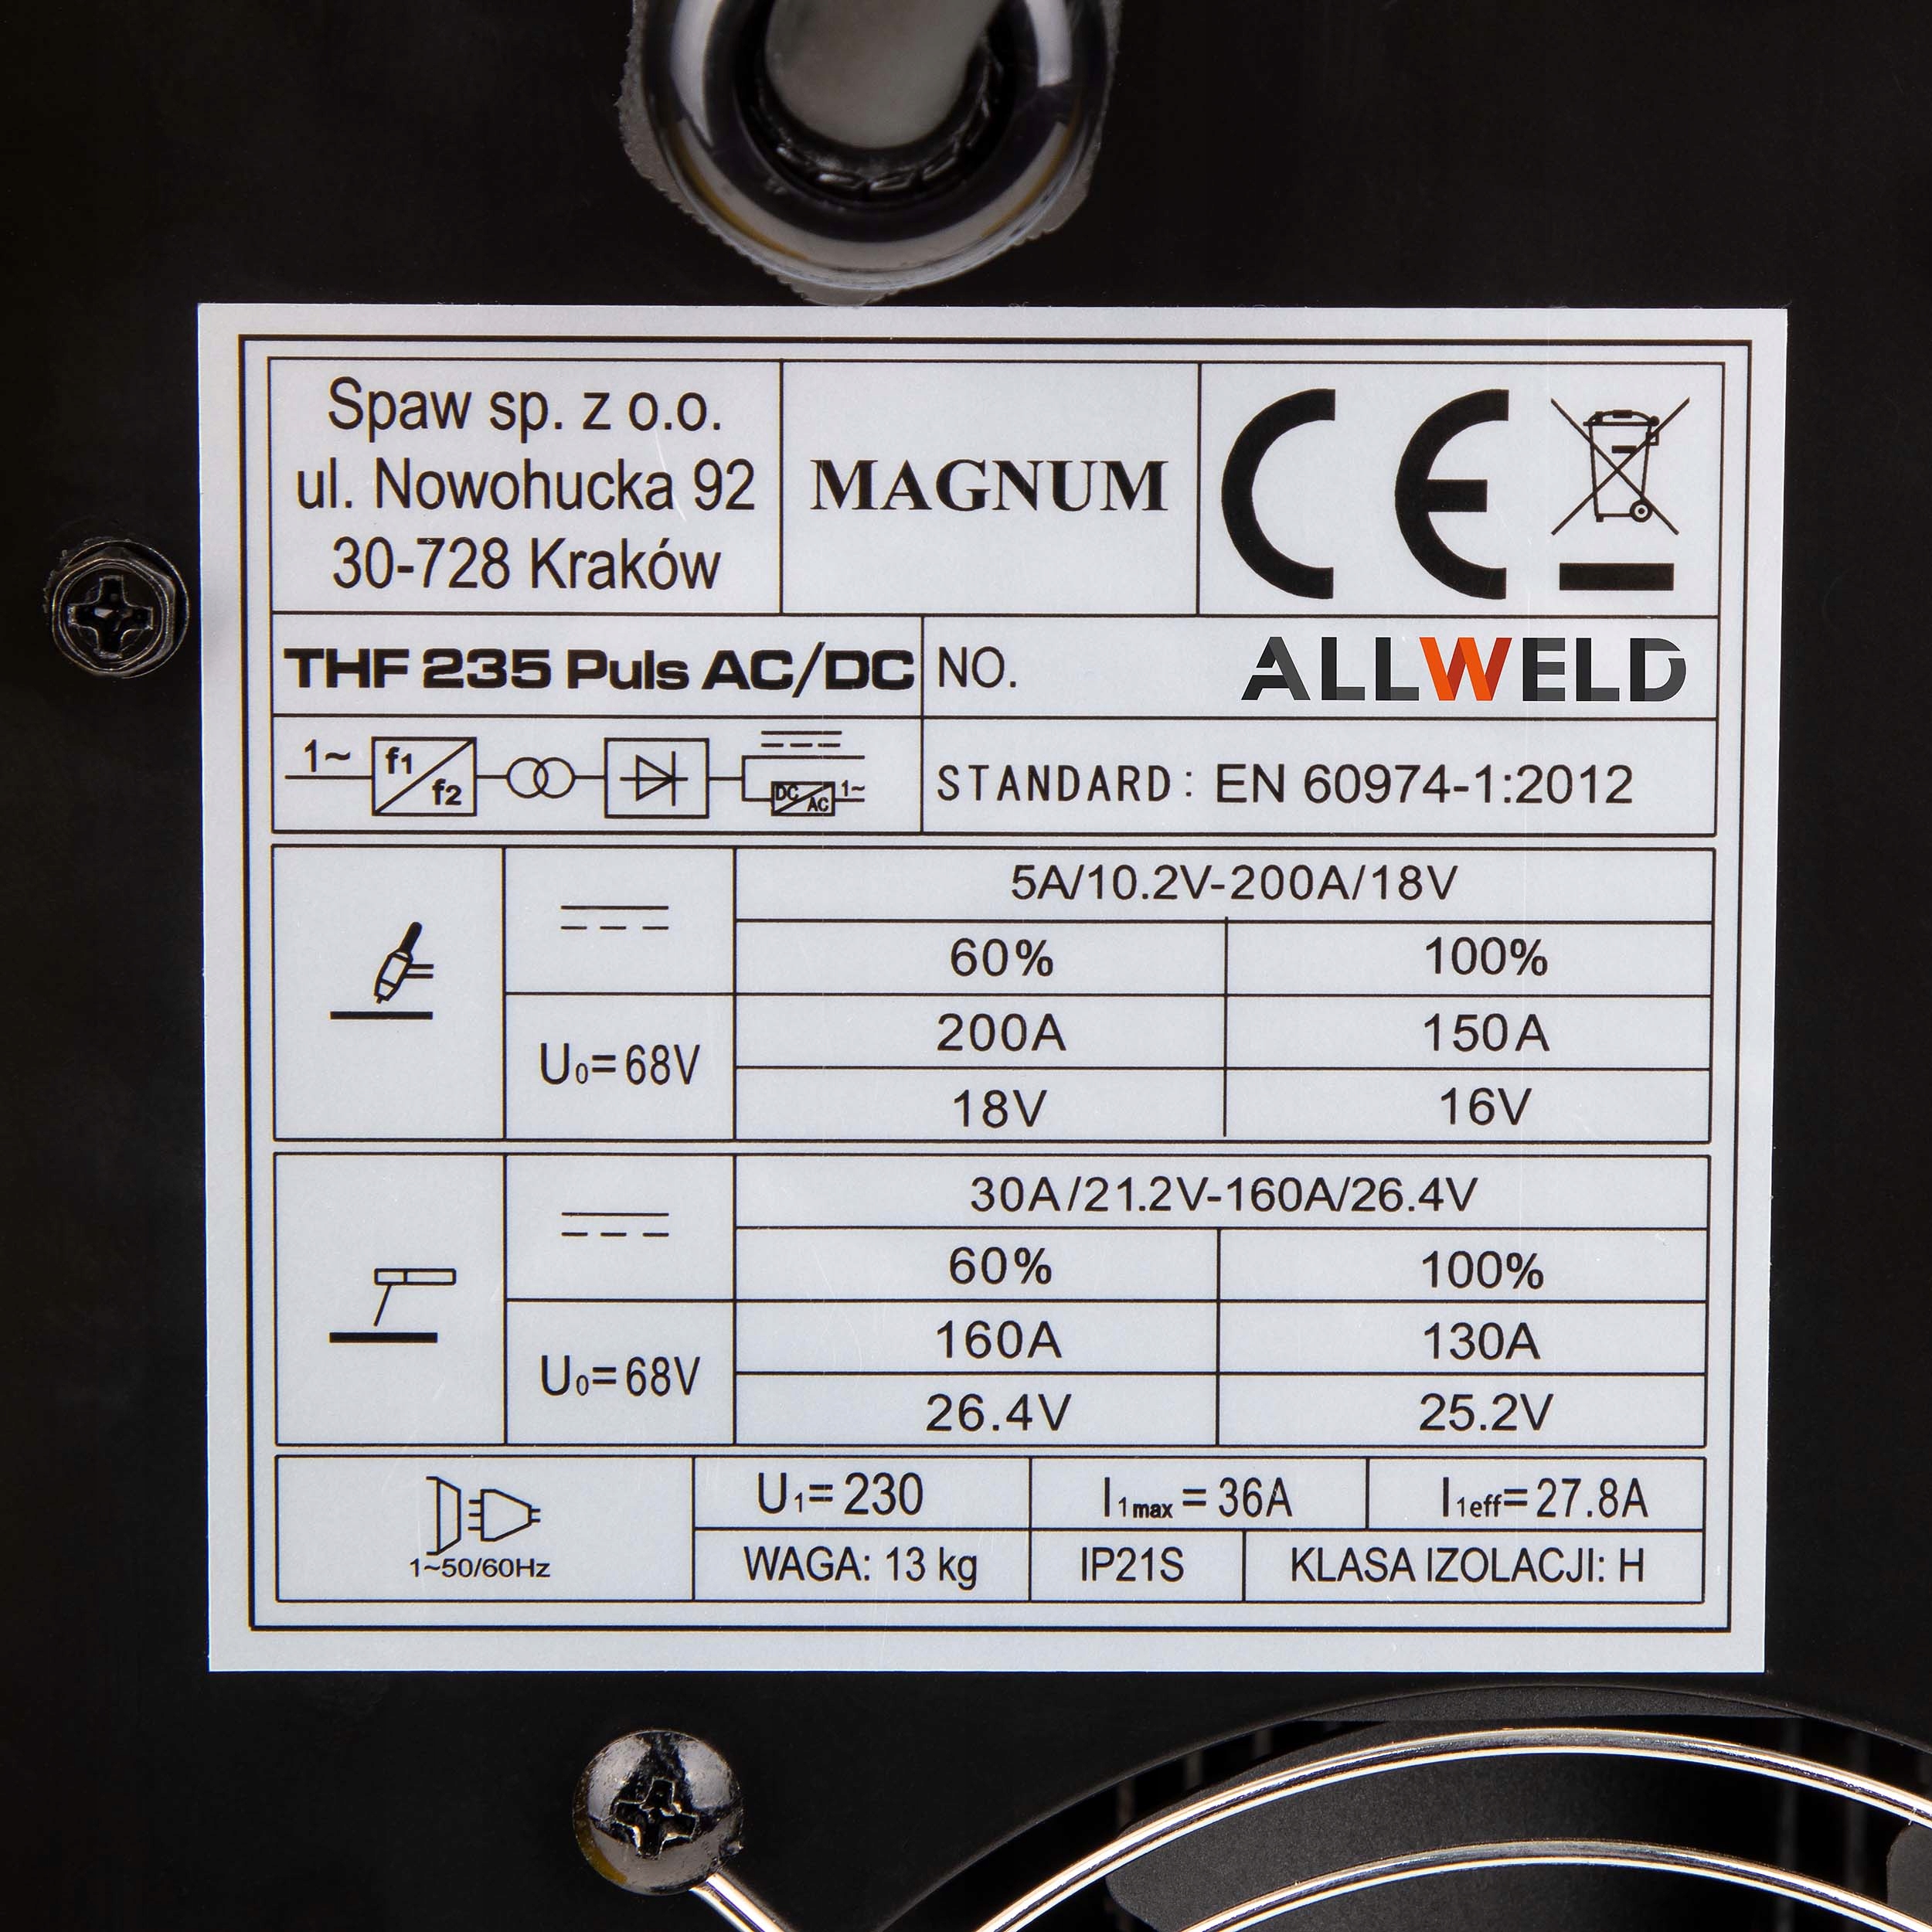 Spaw sp. z o.o.
ul. Nowohucka 92
30-728 Kraków
MAGNUM
CE
THF 235 Puls AC/DC
NO.
ALLWELD
1~ f1 f2 DC AC 1~
STANDARD: EN 60974-1:2012
5A/10.2V-200A/18V
60% 100%
200A 150A
U0=68V
18V 16V
30A/21.2V-160A/26.4V
60% 100%
160A 130A
U0=68V
26.4V 25.2V
1~50/60Hz
U1=230 I1max=36A I1eff=27.8A
WAGA: 13 kg IP21S KLASA IZOLACJI: H